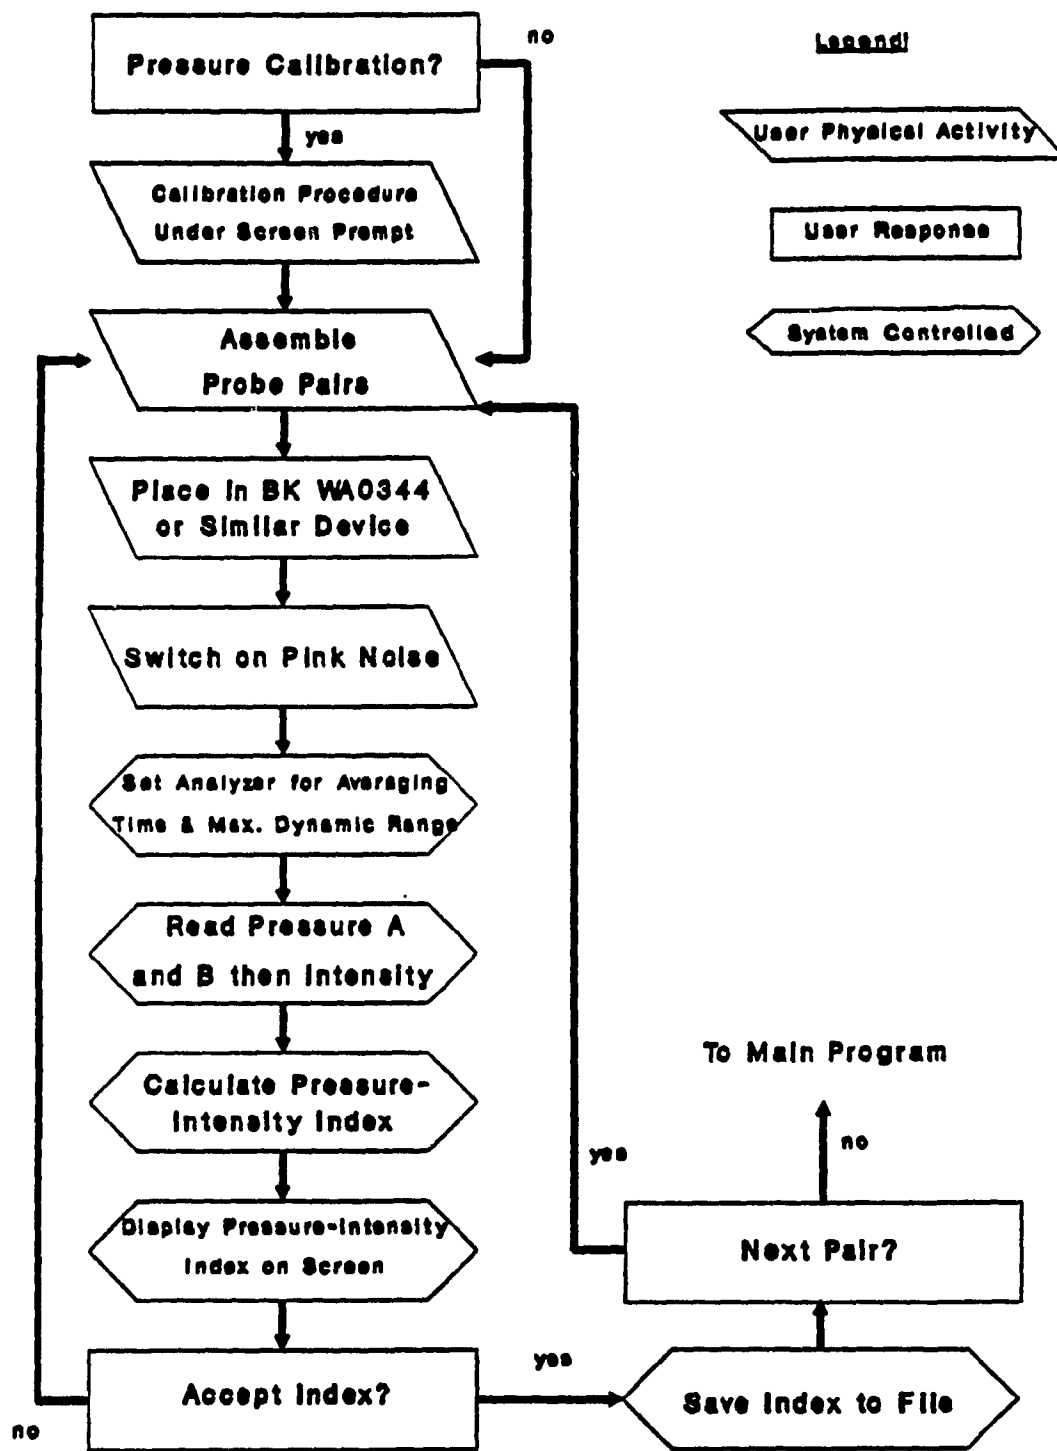 Pressure Calibration?
no
yes
Calibration Procedure
Under Screen Prompt
Assemble
Probe Pairs
Place in BK WA0344
or Similar Device
Switch on Pink Noise
Set Analyzer for Averaging
Time & Max. Dynamic Range
Read Pressure A
and B then Intensity
Calculate Pressure-
Intensity Index
Display Pressure-Intensity
Index on Screen
Accept Index?
no
yes
Save Index to File
Next Pair?
yes
no
To Main Program
Legend:
User Physical Activity
User Response
System Controlled